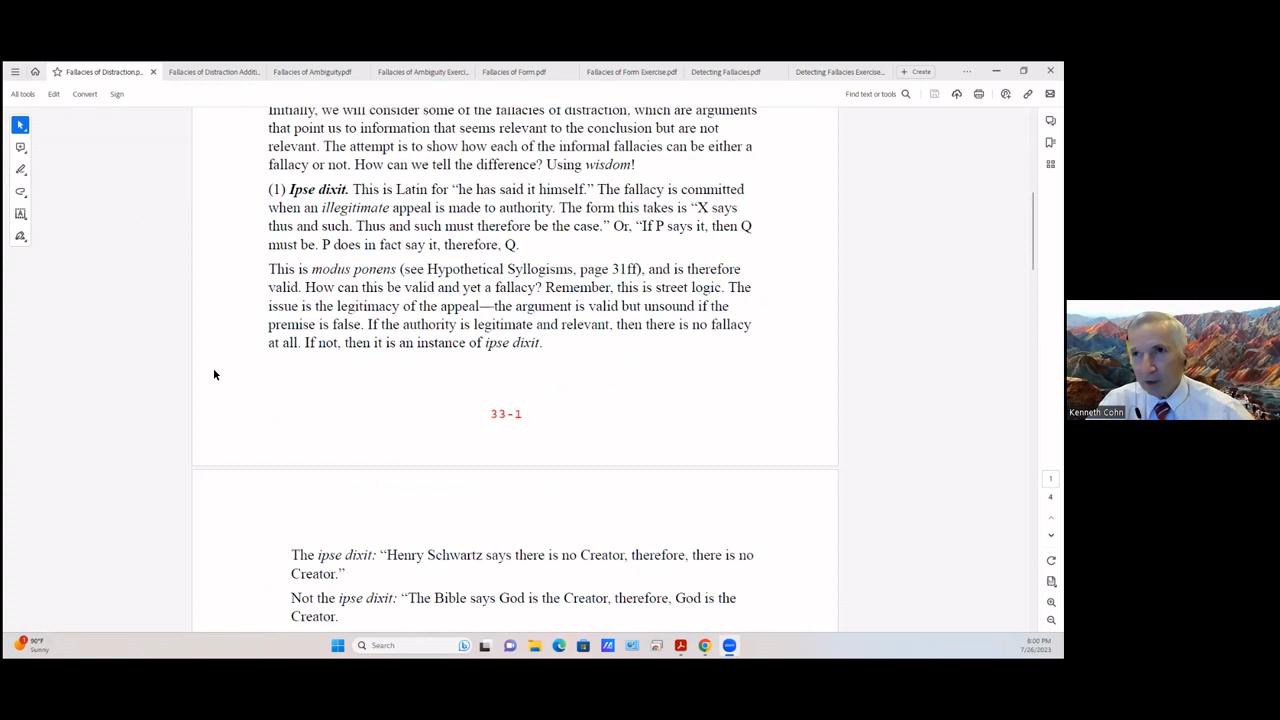 Fallacies of Distraction.p...
Fallacies of Distraction Additi...
Fallacies of Ambiguity.pdf
Fallacies of Ambiguity Exerci...
Fallacies of Form.pdf
Fallacies of Form Exercise.pdf
Detecting Fallacies.pdf
Detecting Fallacies Exercise...
+ Create
All tools
Edit
Convert
Sign
Find text or tools
Initially, we will consider some of the fallacies of distraction, which are arguments
that point us to information that seems relevant to the conclusion but are not
relevant. The attempt is to show how each of the informal fallacies can be either a
fallacy or not. How can we tell the difference? Using wisdom!
(1) Ipse dixit. This is Latin for “he has said it himself.” The fallacy is committed
when an illegitimate appeal is made to authority. The form this takes is “X says
thus and such. Thus and such must therefore be the case.” Or, “If P says it, then Q
must be. P does in fact say it, therefore, Q.
This is modus ponens (see Hypothetical Syllogisms, page 31ff), and is therefore
valid. How can this be valid and yet a fallacy? Remember, this is street logic. The
issue is the legitimacy of the appeal—the argument is valid but unsound if the
premise is false. If the authority is legitimate and relevant, then there is no fallacy
at all. If not, then it is an instance of ipse dixit.
33-1
The ipse dixit: “Henry Schwartz says there is no Creator, therefore, there is no
Creator.”
Not the ipse dixit: “The Bible says God is the Creator, therefore, God is the
Creator.
1
4
Kenneth Cohn
1
90°F
Sunny
Search
8:00 PM
7/26/2023